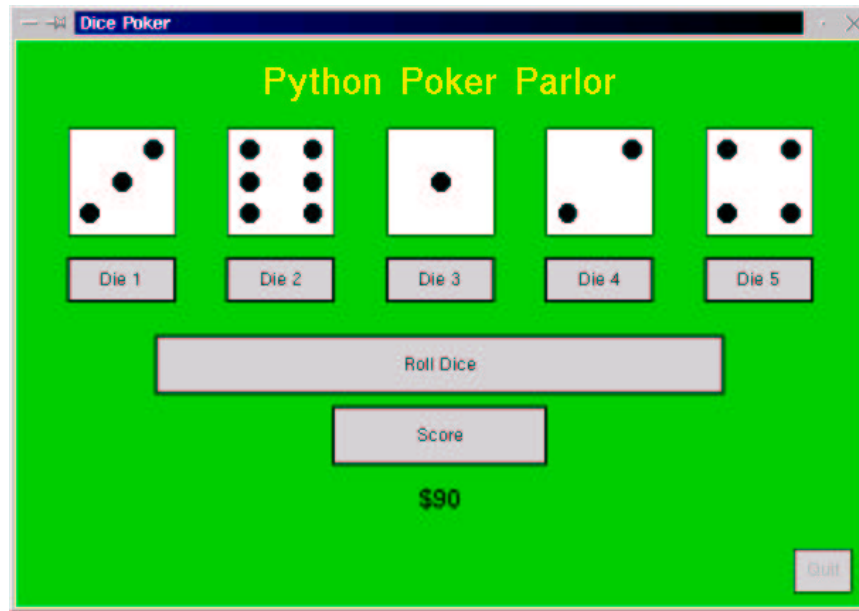 Dice Poker
Python Poker Parlor
Die 1
Die 2
Die 3
Die 4
Die 5
Roll Dice
Score
$90
Quit